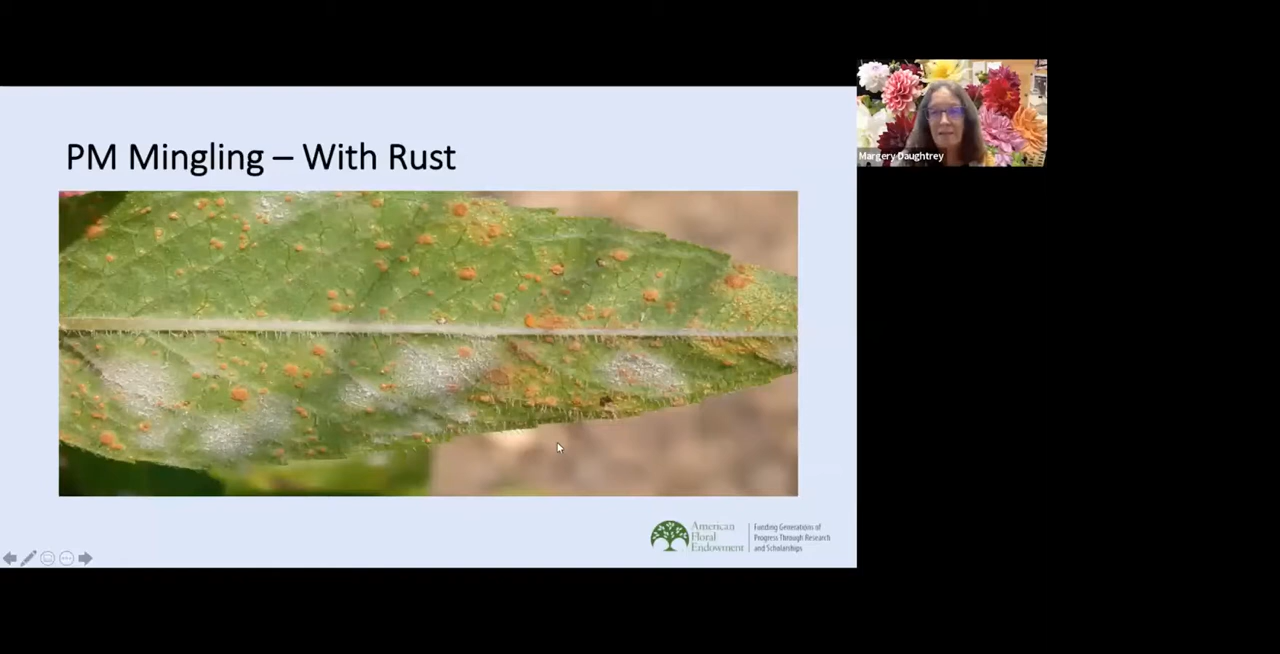 PM Mingling – With Rust
Margery Daughtrey
American
Floral
Endowment
Funding Generations of
Progress Through Research
and Scholarships